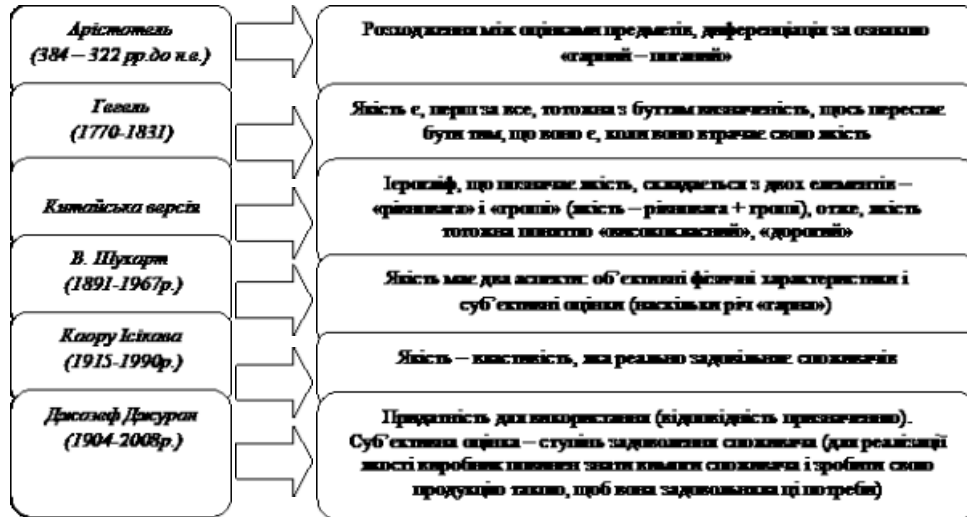 Арістотель
(384 – 322 рр.до н.е.)
Розходження між оцінками предметів, диференціація за ознакою
«гарний – поганий»
Гегель
(1770-1831)
Якість є, перш за все, тотожна з буттям визначеність, щось перестає
бути тим, що воно є, коли воно втрачає свою якість
Китайська версія
Ієрогліф, що позначає якість, складається з двох елементів –
«рівновага» і «гроші» (якість – рівновага + гроші), отже, якість
тотожна поняттю «висококласний», «дорогий»
В. Шухарт
(1891-1967р.)
Якість має два аспекти: об’єктивні фізичні характеристики і
суб’єктивні оцінки (наскільки річ «гарна»)
Каору Ісікава
(1915-1990р.)
Якість – властивість, яка реально задовольняє споживачів
Джозеф Джуран
(1904-2008р.)
Придатність для використання (відповідність призначенню).
Суб’єктивна оцінка – ступінь задоволення споживача (для реалізації
якості виробник повинен знати вимоги споживача і зробити свою
продукцію такою, щоб вона задовольняла ці потреби)